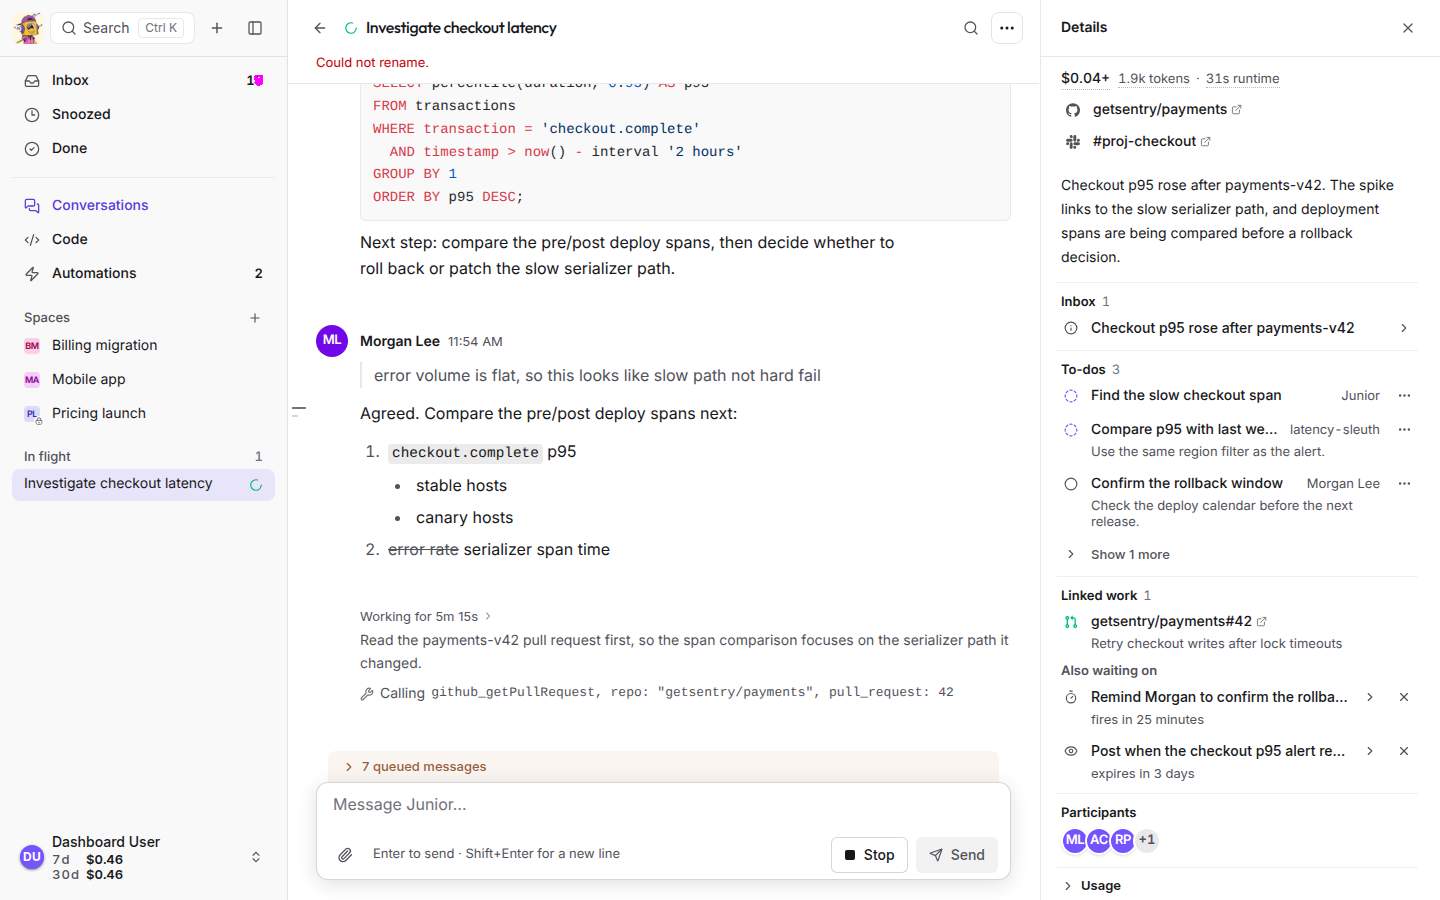 Search Ctrl K
Inbox
Snoozed
Done
Conversations
Code
Automations 2
Spaces
BM Billing migration
MA Mobile app
PL Pricing launch
In flight 1
Investigate checkout latency
DU Dashboard User
7d $0.46
30d $0.46
Investigate checkout latency
Could not rename.
SELECT percentile(duration, 0.95) AS p95
FROM transactions
WHERE transaction = 'checkout.complete'
AND timestamp > now() - interval '2 hours'
GROUP BY 1
ORDER BY p95 DESC;
Next step: compare the pre/post deploy spans, then decide whether to
roll back or patch the slow serializer path.
ML Morgan Lee 11:54 AM
error volume is flat, so this looks like slow path not hard fail
Agreed. Compare the pre/post deploy spans next:
1. checkout.complete p95
• stable hosts
• canary hosts
2. error rate serializer span time
Working for 5m 15s
Read the payments-v42 pull request first, so the span comparison focuses on the serializer path it
changed.
Calling github_getPullRequest, repo: "getsentry/payments", pull_request: 42
7 queued messages
Message Junior...
Enter to send · Shift+Enter for a new line
Stop
Send
Details
$0.04+ 1.9k tokens · 31s runtime
getsentry/payments
#proj-checkout
Checkout p95 rose after payments-v42. The spike
links to the slow serializer path, and deployment
spans are being compared before a rollback
decision.
Inbox 1
Checkout p95 rose after payments-v42
To-dos 3
Find the slow checkout span Junior
Compare p95 with last we... latency-sleuth
Use the same region filter as the alert.
Confirm the rollback window Morgan Lee
Check the deploy calendar before the next
release.
Show 1 more
Linked work 1
getsentry/payments#42
Retry checkout writes after lock timeouts
Also waiting on
Remind Morgan to confirm the rollba...
fires in 25 minutes
Post when the checkout p95 alert re...
expires in 3 days
Participants
ML AC RP +1
Usage